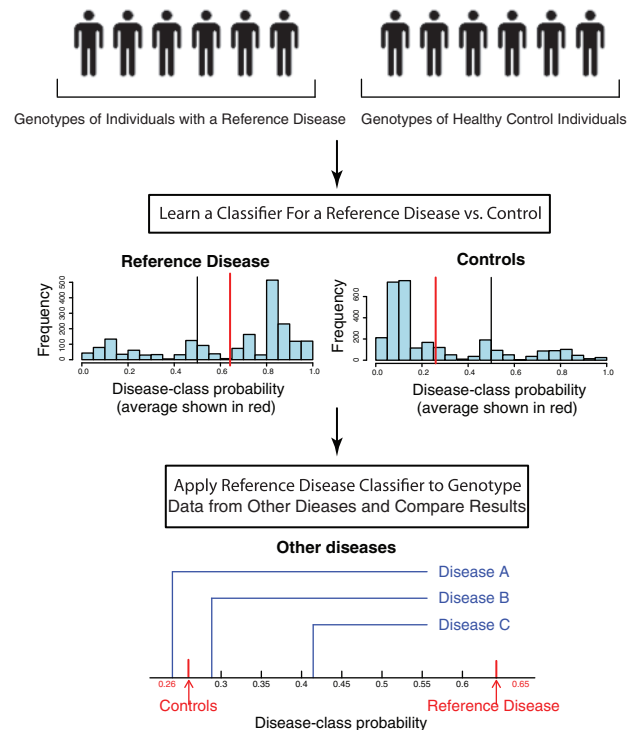 Genotypes of Individuals with a Reference Disease
Genotypes of Healthy Control Individuals
Learn a Classifier For a Reference Disease vs. Control
Reference Disease
Frequency
0 100 200 300 400 500
0.0 0.2 0.4 0.6 0.8 1.0
Disease-class probability
(average shown in red)
Controls
Frequency
0 200 400 600
0.0 0.2 0.4 0.6 0.8 1.0
Disease-class probability
(average shown in red)
Apply Reference Disease Classifier to Genotype
Data from Other Dieases and Compare Results
Other diseases
Disease A
Disease B
Disease C
0.26 0.3 0.35 0.4 0.45 0.5 0.55 0.6 0.65
Controls
Reference Disease
Disease-class probability